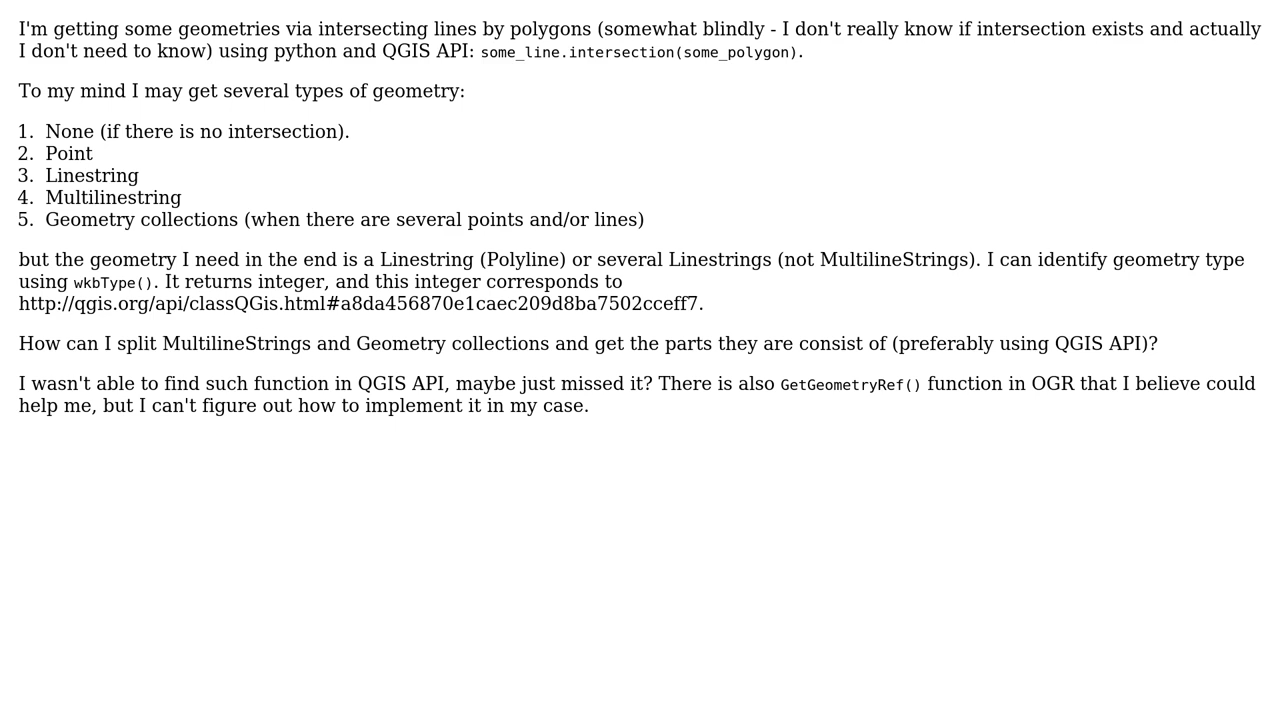 I'm getting some geometries via intersecting lines by polygons (somewhat blindly - I don't really know if intersection exists and actually
I don't need to know) using python and QGIS API: some_line.intersection(some_polygon).
To my mind I may get several types of geometry:
1. None (if there is no intersection).
2. Point
3. Linestring
4. Multilinestring
5. Geometry collections (when there are several points and/or lines)
but the geometry I need in the end is a Linestring (Polyline) or several Linestrings (not MultilineStrings). I can identify geometry type
using wkbType(). It returns integer, and this integer corresponds to
http://qgis.org/api/classQGis.html#a8da456870e1caec209d8ba7502cceff7.
How can I split MultilineStrings and Geometry collections and get the parts they are consist of (preferably using QGIS API)?
I wasn't able to find such function in QGIS API, maybe just missed it? There is also GetGeometryRef() function in OGR that I believe could
help me, but I can't figure out how to implement it in my case.